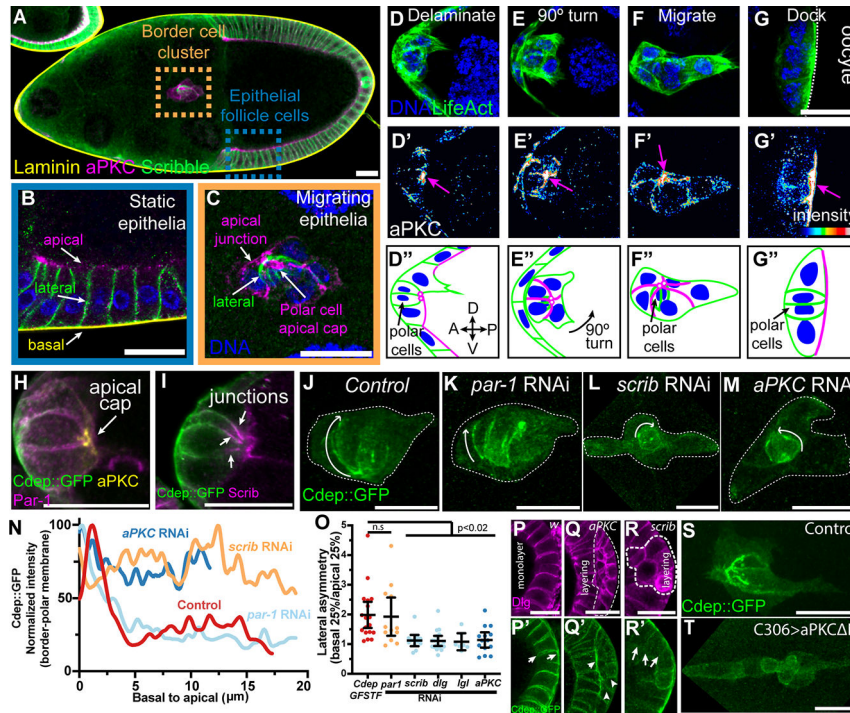 A
Border cell
cluster
Epithelial
follicle cells
Laminin aPKC Scribble
B
Static
epithelia
apical
lateral
basal
C
Migrating
epithelia
apical
junction
lateral
Polar cell
apical cap
DNA
D Delaminate
E 90º turn
F Migrate
G Dock
oocyte
DNA LifeAct
D'
E'
F'
G'
aPKC
intensity
D"
polar
cells
D
A P
V
E"
90º
turn
F"
polar
cells
G"
polar
cells
H
apical
cap
Cdep::GFP aPKC
Par-1
I
junctions
Cdep::GFP Scrib
J Control
Cdep::GFP
K par-1 RNAi
L scrib RNAi
M aPKC RNA
N
Cdep::GFP
Normalized intensity
(border-polar membrane)
100
75
50
25
0
aPKC RNAi
scrib RNAi
Control
par-1 RNAi
0 5 10 15 20
Basal to apical (µm)
O
Lateral asymmetry
(basal 25%/apical 25%)
5
4
3
2
1
0
n.s
p<0.02
Cdep par1 scrib dlg lgl aPKC
GFSTF
RNAi
P w
monolayer
Dlg
Q aPKC
layering
R scrib
layering
P'
Cdep::GFP
Q'
R'
S Contro
Cdep::GFP
T C306>aPKCΔ